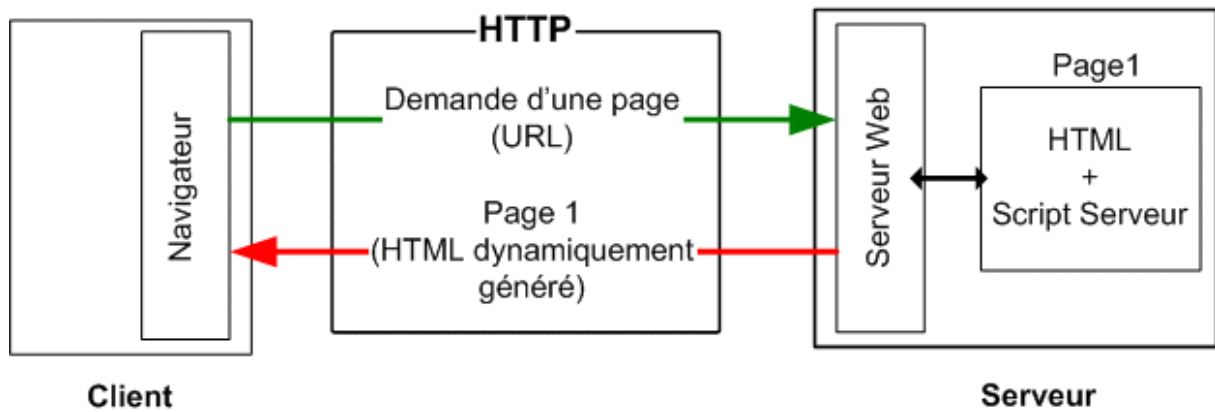 HTTP
Navigateur
Demande d'une page
(URL)
Page 1
(HTML dynamiquement
généré)
Serveur Web
Page1
HTML
+
Script Serveur
Client
Serveur